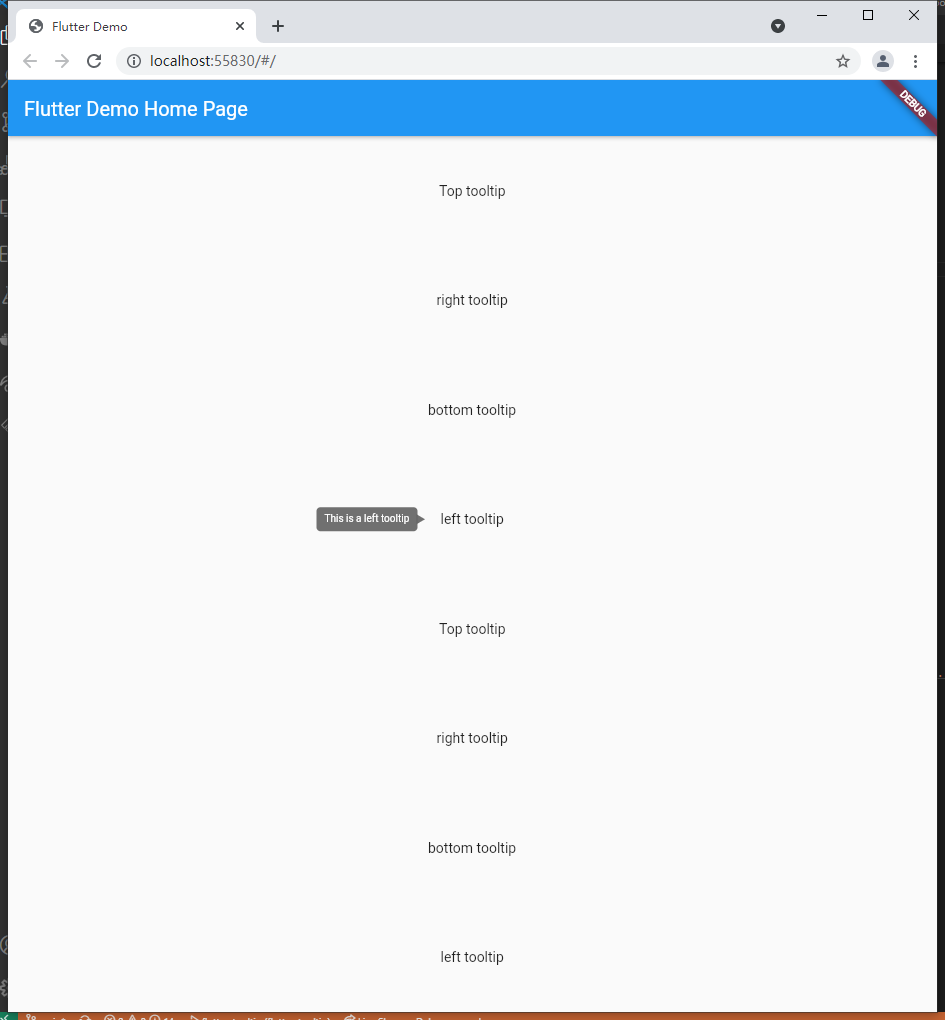 Flutter Demo
localhost:55830/#/
Flutter Demo Home Page
DEBUG
Top tooltip
right tooltip
bottom tooltip
This is a left tooltip
left tooltip
Top tooltip
right tooltip
bottom tooltip
left tooltip